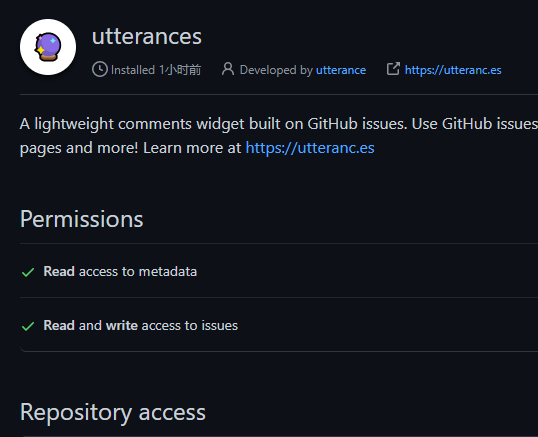 utterances
Installed 1小时前 Developed by utterance https://utteranc.es
A lightweight comments widget built on GitHub issues. Use GitHub issues
pages and more! Learn more at https://utteranc.es
Permissions
Read access to metadata
Read and write access to issues
Repository access